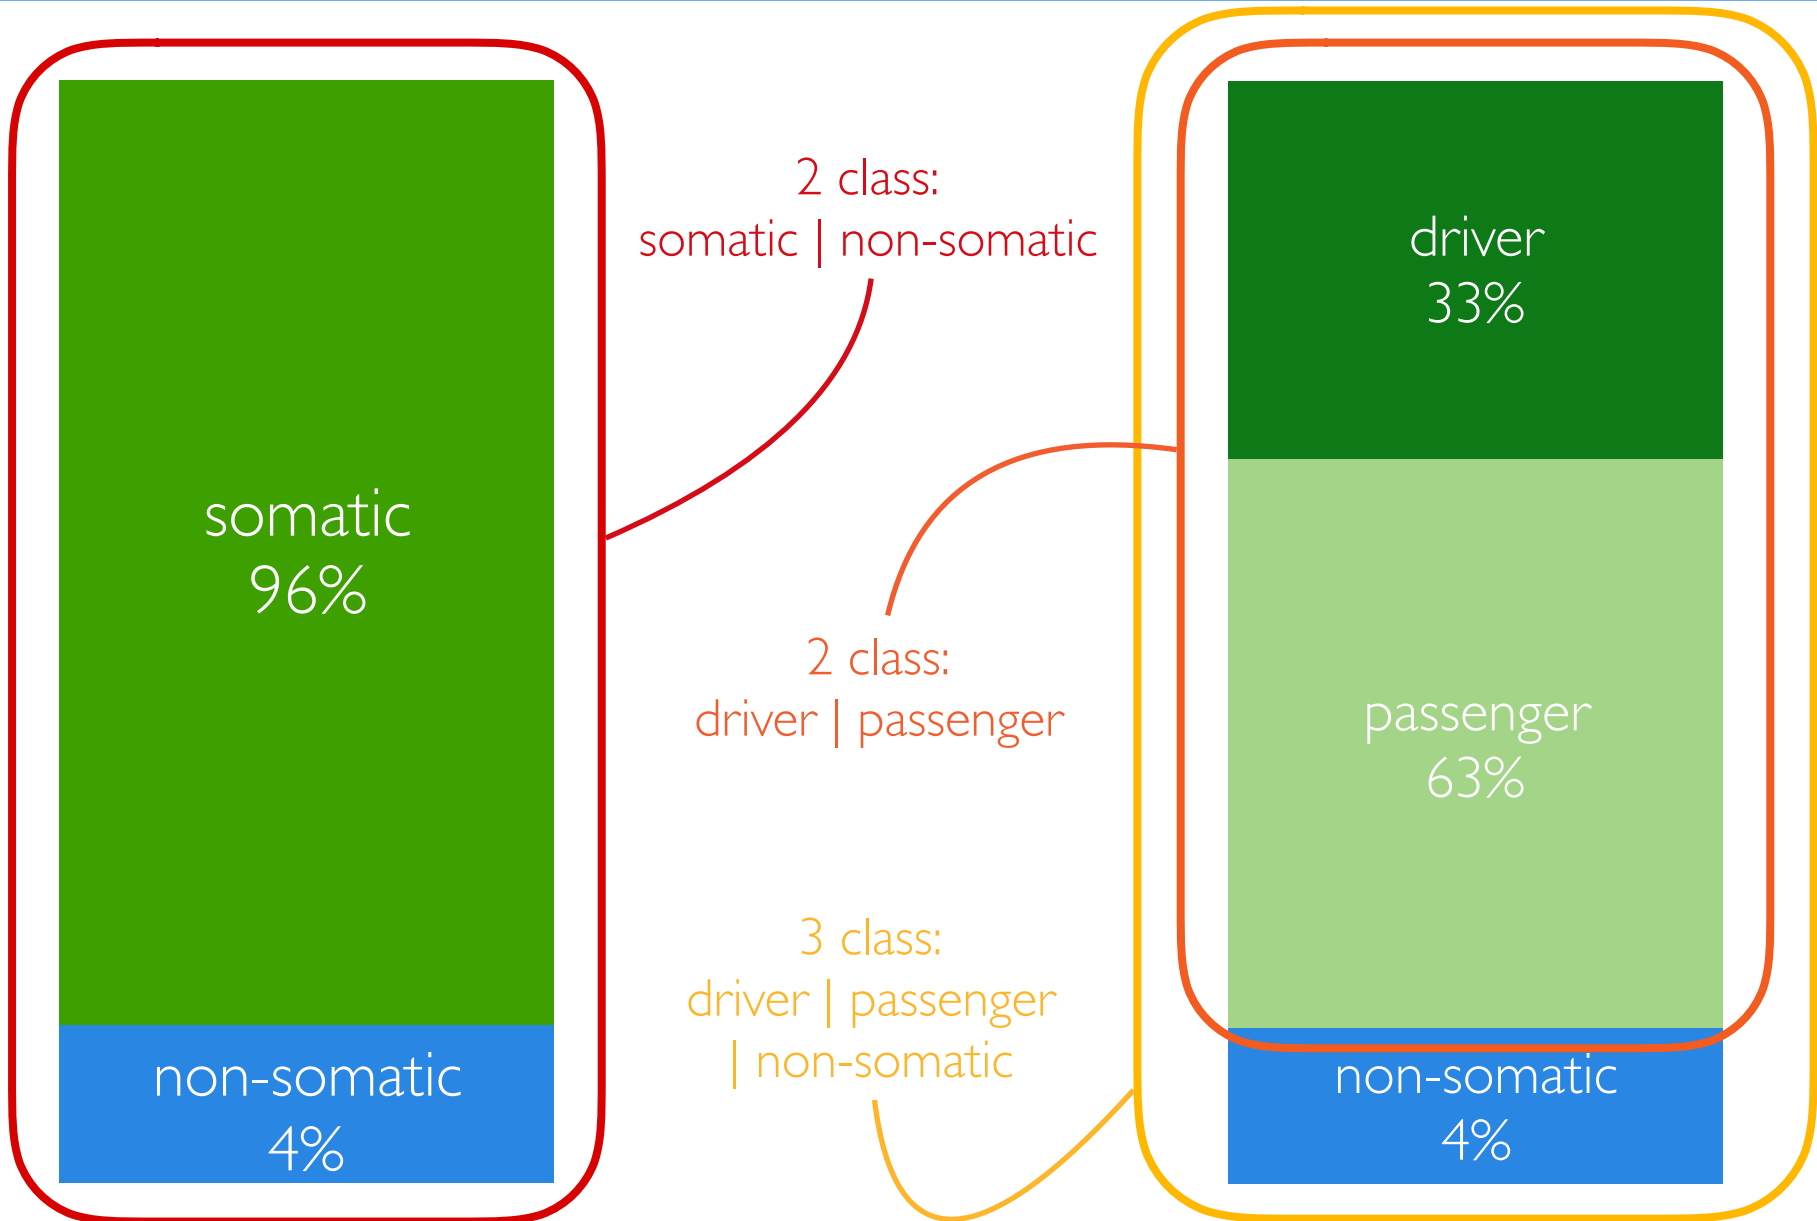 somatic
96%
non-somatic
4%
2 class:
somatic | non-somatic
2 class:
driver | passenger
3 class:
driver | passenger
| non-somatic
driver
33%
passenger
63%
non-somatic
4%